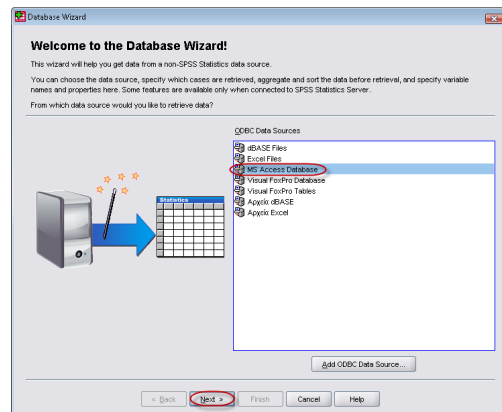 Database Wizard
Welcome to the Database Wizard!
This wizard will help you get data from a non-SPSS Statistics data source.
You can choose the data source, specify which cases are retrieved, aggregate and sort the data before retrieval, and specify variable
names and properties here. Some features are available only when connected to SPSS Statistics Server.
From which data source would you like to retrieve data?
ODBC Data Sources
dBASE Files
Excel Files
MS Access Database
Visual FoxPro Database
Visual FoxPro Tables
Αρχεία dBASE
Αρχεία Excel
Statistics
Add ODBC Data Source...
< Back
Next >
Finish
Cancel
Help